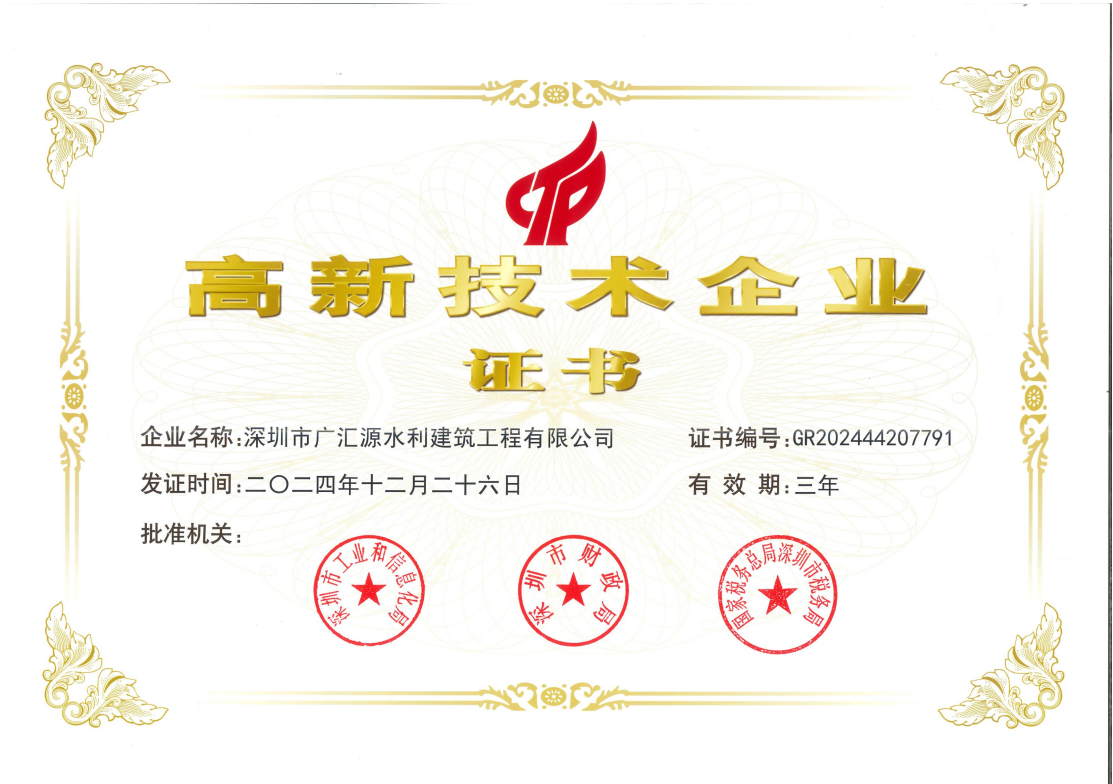 高新技术企业
证书
企业名称:深圳市广汇源水利建筑工程有限公司
证书编号:GR202444207791
发证时间:二〇二四年十二月二十六日
有效期:三年
批准机关:
深圳市工业和信息化局
深圳市财政局
国家税务总局深圳市税务局